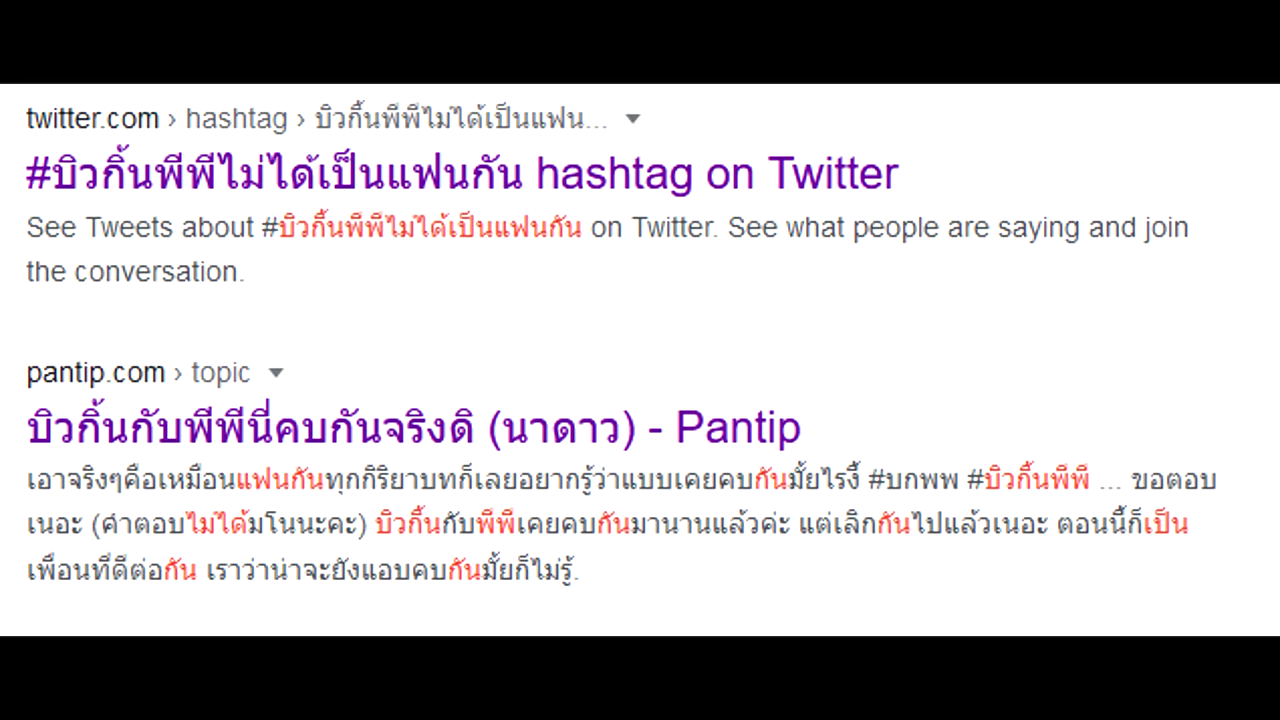 twitter.com › hashtag › บิวกิ้นพีพีไม่ได้เป็นแฟน...
#บิวกิ้นพีพีไม่ได้เป็นแฟนกัน hashtag on Twitter
See Tweets about #บิวกิ้นพีพีไม่ได้เป็นแฟนกัน on Twitter. See what people are saying and join
the conversation.
pantip.com › topic
บิวกิ้นกับพีพีนี่คบกันจริงดิ (นาดาว) - Pantip
เอาจริงๆคือเหมือนแฟนกันทุกกิริยาบทก็เลยอยากรู้ว่าแบบเคยคบกันมั้ยไรงี้ #บกพพ #บิวกิ้นพีพี ... ขอตอบ
เนอะ (คำตอบไม่ได้มโนนะคะ) บิวกิ้นกับพีพีเคยคบกันมานานแล้วค่ะ แต่เลิกกันไปแล้วเนอะ ตอนนี้ก็เป็น
เพื่อนที่ดีต่อกัน เราว่าน่าจะยังแอบคบกันมั้ยก็ไม่รู้.